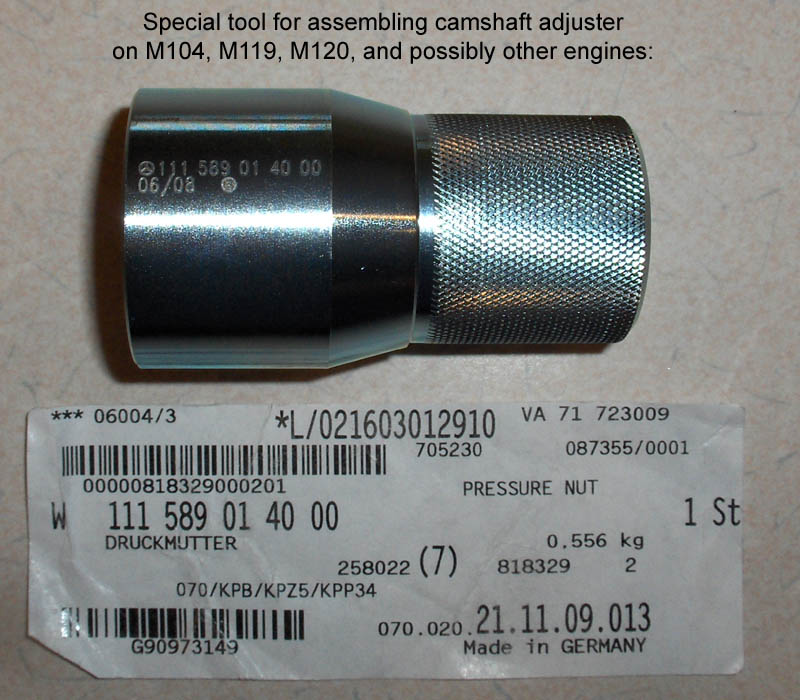 Special tool for assembling camshaft adjuster
on M104, M119, M120, and possibly other engines:
111 589 01 40 00
06/08
*** 06004/3 *L/021603012910 VA 71 723009
705230 087355/0001
00000818329000201 PRESSURE NUT
W 111 589 01 40 00 1 St
DRUCKMUTTER 0,556 kg
258022 (7) 818329 2
070/KPB/KPZ5/KPP34
070.020.21.11.09.013
G90973149 Made in GERMANY